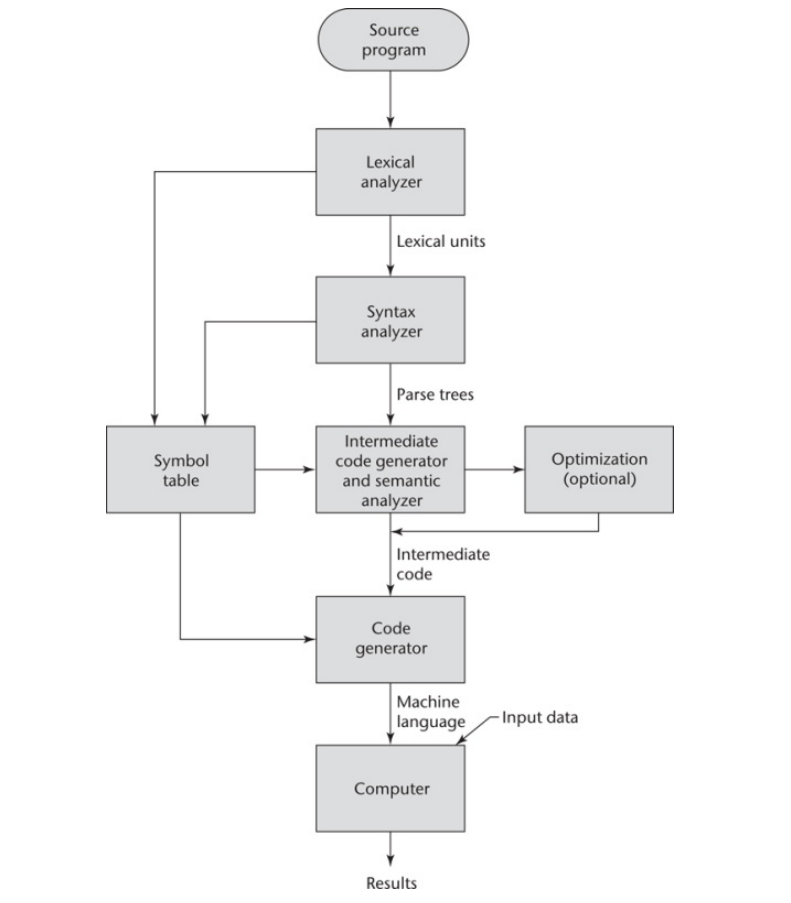 Source
program
Lexical
analyzer
Lexical units
Syntax
analyzer
Parse trees
Symbol
table
Intermediate
code generator
and semantic
analyzer
Optimization
(optional)
Intermediate
code
Code
generator
Machine
language
Input data
Computer
Results